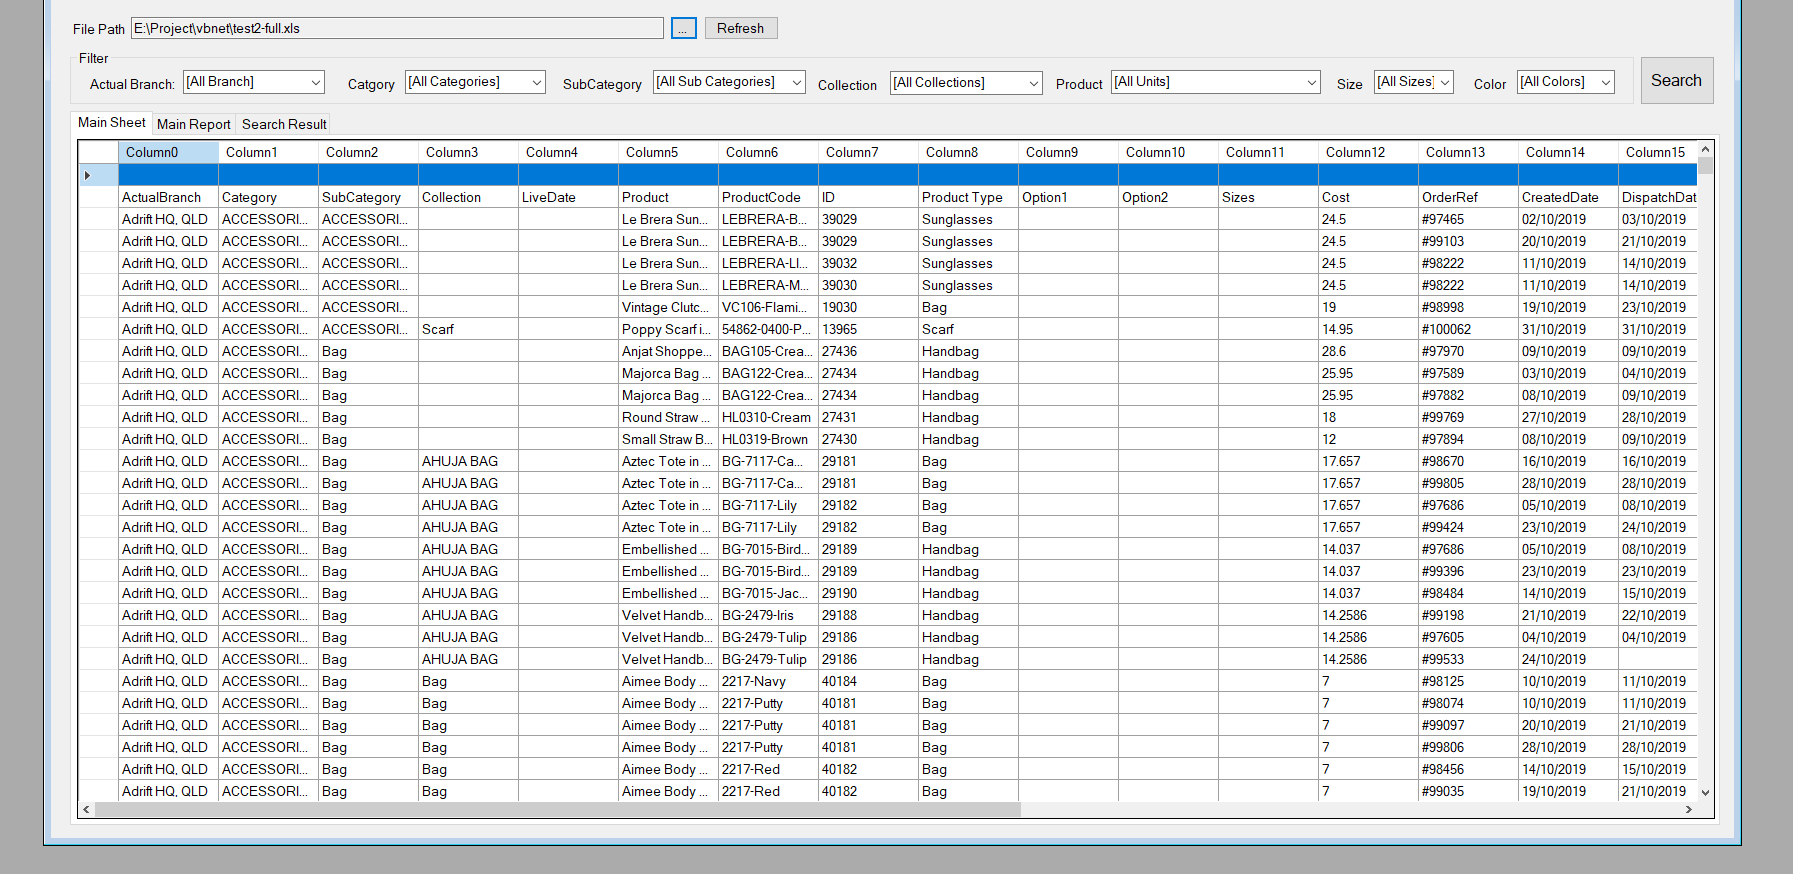 File Path E:\Project\vbnet\test2-full.xls ... Refresh
Filter
Actual Branch: [All Branch] Catgory [All Categories] SubCategory [All Sub Categories] Collection [All Collections] Product [All Units] Size [All Sizes] Color [All Colors] Search
Main Sheet Main Report Search Result
Column0 Column1 Column2 Column3 Column4 Column5 Column6 Column7 Column8 Column9 Column10 Column11 Column12 Column13 Column14 Column15
ActualBranch Category SubCategory Collection LiveDate Product ProductCode ID Product Type Option1 Option2 Sizes Cost OrderRef CreatedDate DispatchDat
Adrift HQ, QLD ACCESSORI... ACCESSORI... Le Brera Sun... LEBRERA-B... 39029 Sunglasses 24.5 #97465 02/10/2019 03/10/2019
Adrift HQ, QLD ACCESSORI... ACCESSORI... Le Brera Sun... LEBRERA-B... 39029 Sunglasses 24.5 #99103 20/10/2019 21/10/2019
Adrift HQ, QLD ACCESSORI... ACCESSORI... Le Brera Sun... LEBRERA-LI... 39032 Sunglasses 24.5 #98222 11/10/2019 14/10/2019
Adrift HQ, QLD ACCESSORI... ACCESSORI... Le Brera Sun... LEBRERA-M... 39030 Sunglasses 24.5 #98222 11/10/2019 14/10/2019
Adrift HQ, QLD ACCESSORI... ACCESSORI... Vintage Clutc... VC106-Flami... 19030 Bag 19 #98998 19/10/2019 23/10/2019
Adrift HQ, QLD ACCESSORI... ACCESSORI... Scarf Poppy Scarf i... 54862-0400-P... 13965 Scarf 14.95 #100062 31/10/2019 31/10/2019
Adrift HQ, QLD ACCESSORI... Bag Anjat Shoppe... BAG105-Crea... 27436 Handbag 28.6 #97970 09/10/2019 09/10/2019
Adrift HQ, QLD ACCESSORI... Bag Majorca Bag ... BAG122-Crea... 27434 Handbag 25.95 #97589 03/10/2019 04/10/2019
Adrift HQ, QLD ACCESSORI... Bag Majorca Bag ... BAG122-Crea... 27434 Handbag 25.95 #97882 08/10/2019 09/10/2019
Adrift HQ, QLD ACCESSORI... Bag Round Straw ... HL0310-Cream 27431 Handbag 18 #99769 27/10/2019 28/10/2019
Adrift HQ, QLD ACCESSORI... Bag Small Straw B... HL0319-Brown 27430 Handbag 12 #97894 08/10/2019 09/10/2019
Adrift HQ, QLD ACCESSORI... Bag AHUJA BAG Aztec Tote in ... BG-7117-Ca... 29181 Bag 17.657 #98670 16/10/2019 16/10/2019
Adrift HQ, QLD ACCESSORI... Bag AHUJA BAG Aztec Tote in ... BG-7117-Ca... 29181 Bag 17.657 #99805 28/10/2019 28/10/2019
Adrift HQ, QLD ACCESSORI... Bag AHUJA BAG Aztec Tote in ... BG-7117-Lily 29182 Bag 17.657 #97686 05/10/2019 08/10/2019
Adrift HQ, QLD ACCESSORI... Bag AHUJA BAG Aztec Tote in ... BG-7117-Lily 29182 Bag 17.657 #99424 23/10/2019 24/10/2019
Adrift HQ, QLD ACCESSORI... Bag AHUJA BAG Embellished ... BG-7015-Bird... 29189 Handbag 14.037 #97686 05/10/2019 08/10/2019
Adrift HQ, QLD ACCESSORI... Bag AHUJA BAG Embellished ... BG-7015-Bird... 29189 Handbag 14.037 #99396 23/10/2019 23/10/2019
Adrift HQ, QLD ACCESSORI... Bag AHUJA BAG Embellished ... BG-7015-Jac... 29190 Handbag 14.037 #98484 14/10/2019 15/10/2019
Adrift HQ, QLD ACCESSORI... Bag AHUJA BAG Velvet Handb... BG-2479-Iris 29188 Handbag 14.2586 #99198 21/10/2019 22/10/2019
Adrift HQ, QLD ACCESSORI... Bag AHUJA BAG Velvet Handb... BG-2479-Tulip 29186 Handbag 14.2586 #97605 04/10/2019 04/10/2019
Adrift HQ, QLD ACCESSORI... Bag AHUJA BAG Velvet Handb... BG-2479-Tulip 29186 Handbag 14.2586 #99533 24/10/2019
Adrift HQ, QLD ACCESSORI... Bag Bag Aimee Body ... 2217-Navy 40184 Bag 7 #98125 10/10/2019 11/10/2019
Adrift HQ, QLD ACCESSORI... Bag Bag Aimee Body ... 2217-Putty 40181 Bag 7 #98074 10/10/2019 11/10/2019
Adrift HQ, QLD ACCESSORI... Bag Bag Aimee Body ... 2217-Putty 40181 Bag 7 #99097 20/10/2019 21/10/2019
Adrift HQ, QLD ACCESSORI... Bag Bag Aimee Body ... 2217-Putty 40181 Bag 7 #99806 28/10/2019 28/10/2019
Adrift HQ, QLD ACCESSORI... Bag Bag Aimee Body ... 2217-Red 40182 Bag 7 #98456 14/10/2019 15/10/2019
Adrift HQ, QLD ACCESSORI... Bag Bag Aimee Body ... 2217-Red 40182 Bag 7 #99035 19/10/2019 21/10/2019